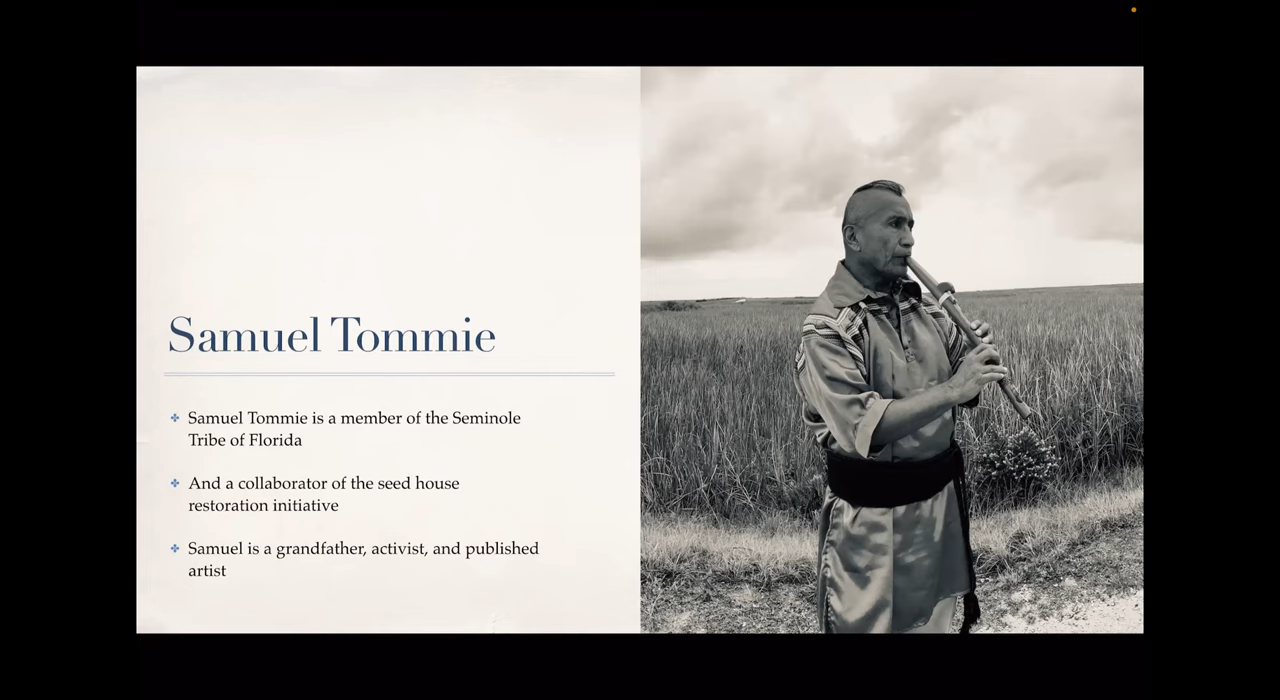 Samuel Tommie
Samuel Tommie is a member of the Seminole
Tribe of Florida
And a collaborator of the seed house
restoration initiative
Samuel is a grandfather, activist, and published
artist